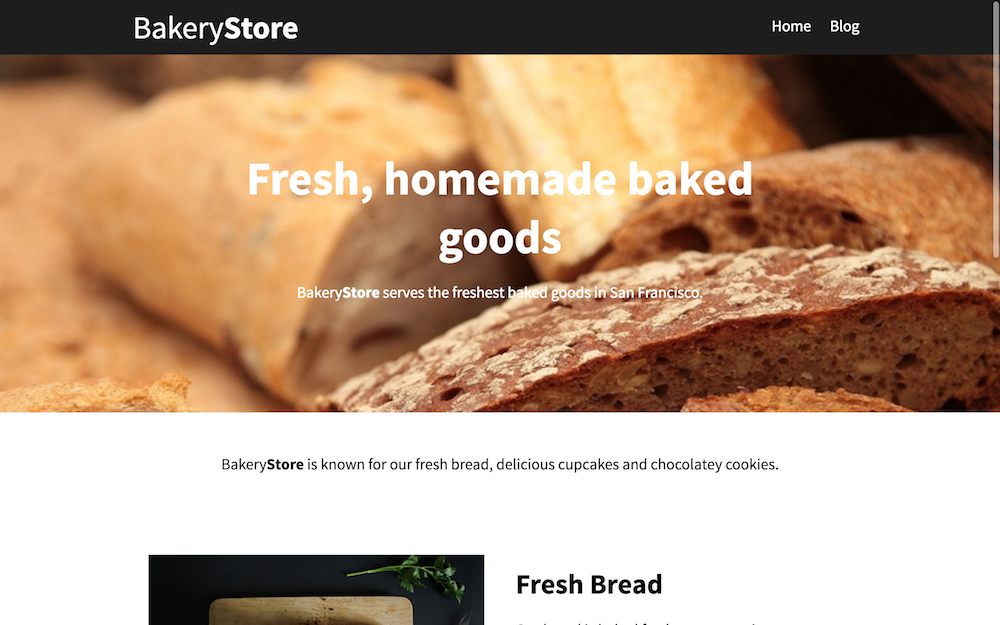 BakeryStore
Home Blog
Fresh, homemade baked
goods
BakeryStore serves the freshest baked goods in San Francisco.
BakeryStore is known for our fresh bread, delicious cupcakes and chocolatey cookies.
Fresh Bread